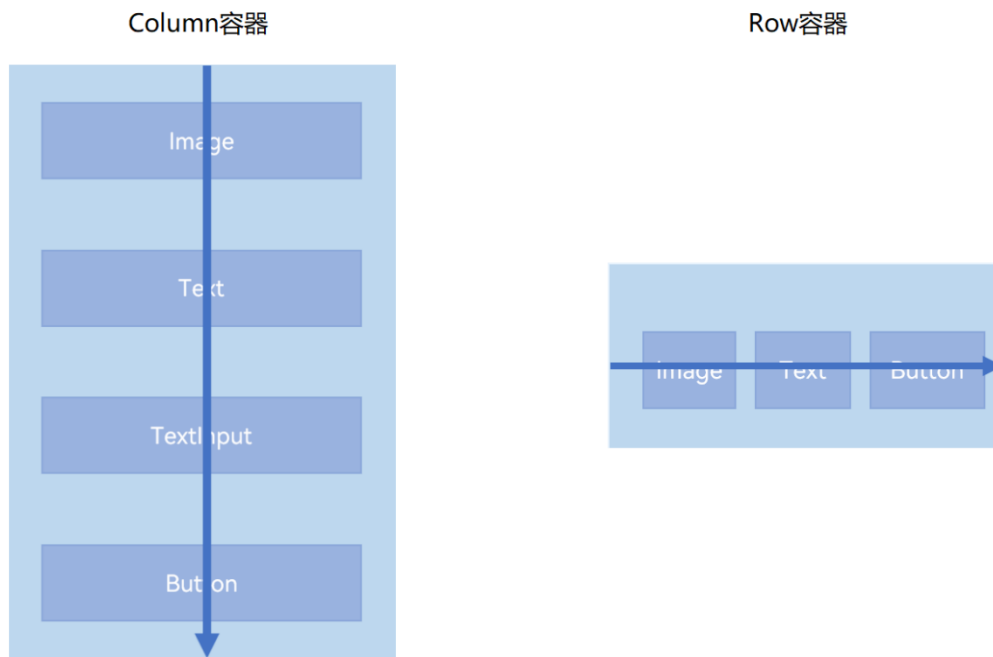 Column容器
Row容器
Image
Text
TextInput
Button
Image
Text
Button